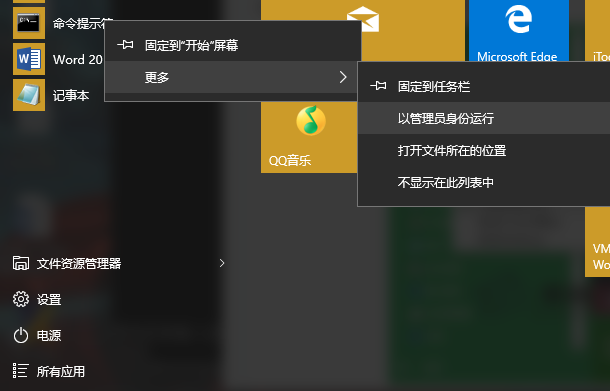 命令提示符
固定到"开始"屏幕
Word 20
更多
Microsoft Edge
iToo
固定到任务栏
记事本
以管理员身份运行
打开文件所在的位置
QQ音乐
不显示在此列表中
VM
Wo
文件资源管理器
设置
电源
所有应用